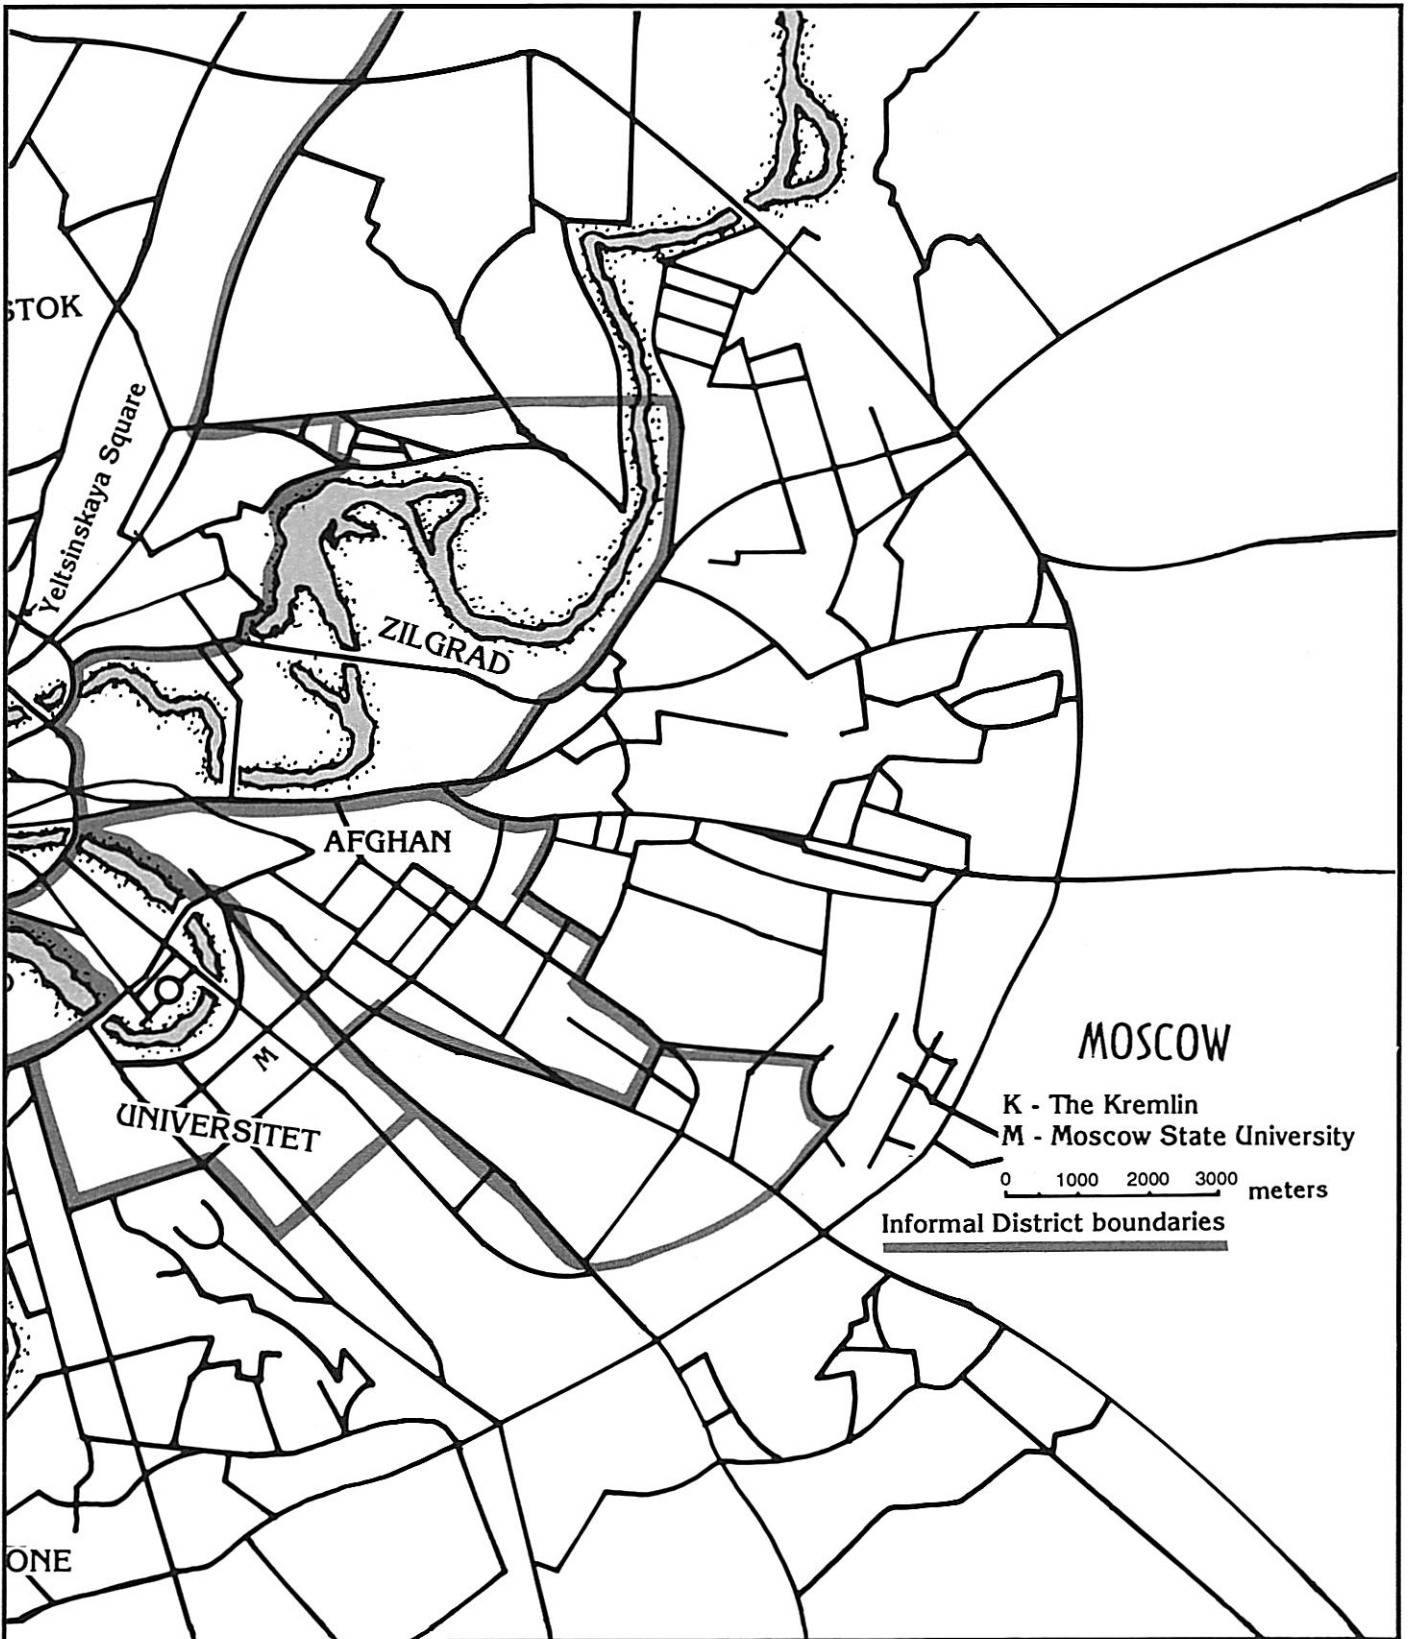 STOK
Yeltsinskaya Square
ZILGRAD
AFGHAN
M
UNIVERSITET
MOSCOW
K - The Kremlin
M - Moscow State University
0 1000 2000 3000 meters
Informal District boundaries
ONE